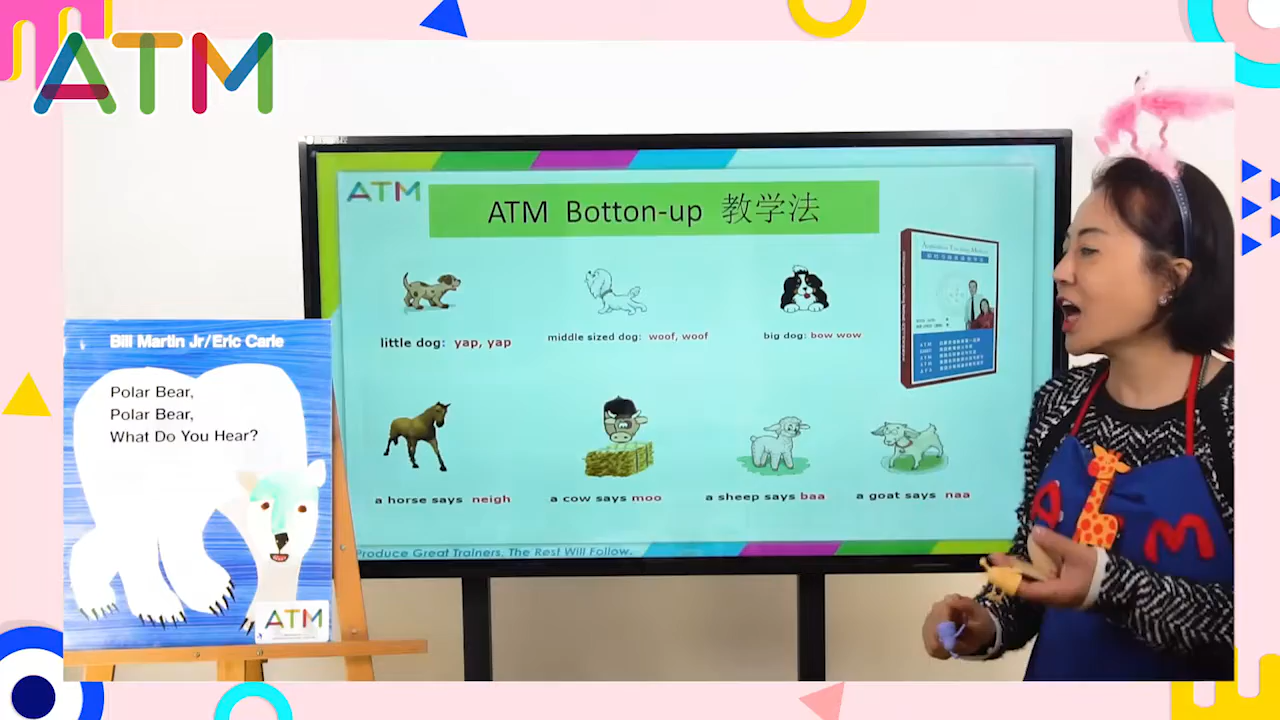 ATM
ATM
ATM Botton-up 教学法
little dog: yap, yap
middle sized dog: woof, woof
big dog: bow wow
a horse says neigh
a cow says moo
a sheep says baa
a goat says naa
Produce Great Trainers, The Rest Will Follow.
Bill Martin Jr/Eric Carle
Polar Bear,
Polar Bear,
What Do You Hear?
ATM
ATM